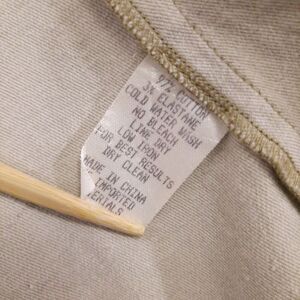 97% COTTON
3% ELASTANE
COLD WATER WASH
NO BLEACH
LINE DRY
LOW IRON
FOR BEST RESULTS
DRY CLEAN
MADE IN CHINA
IMPORTED
ERIALS